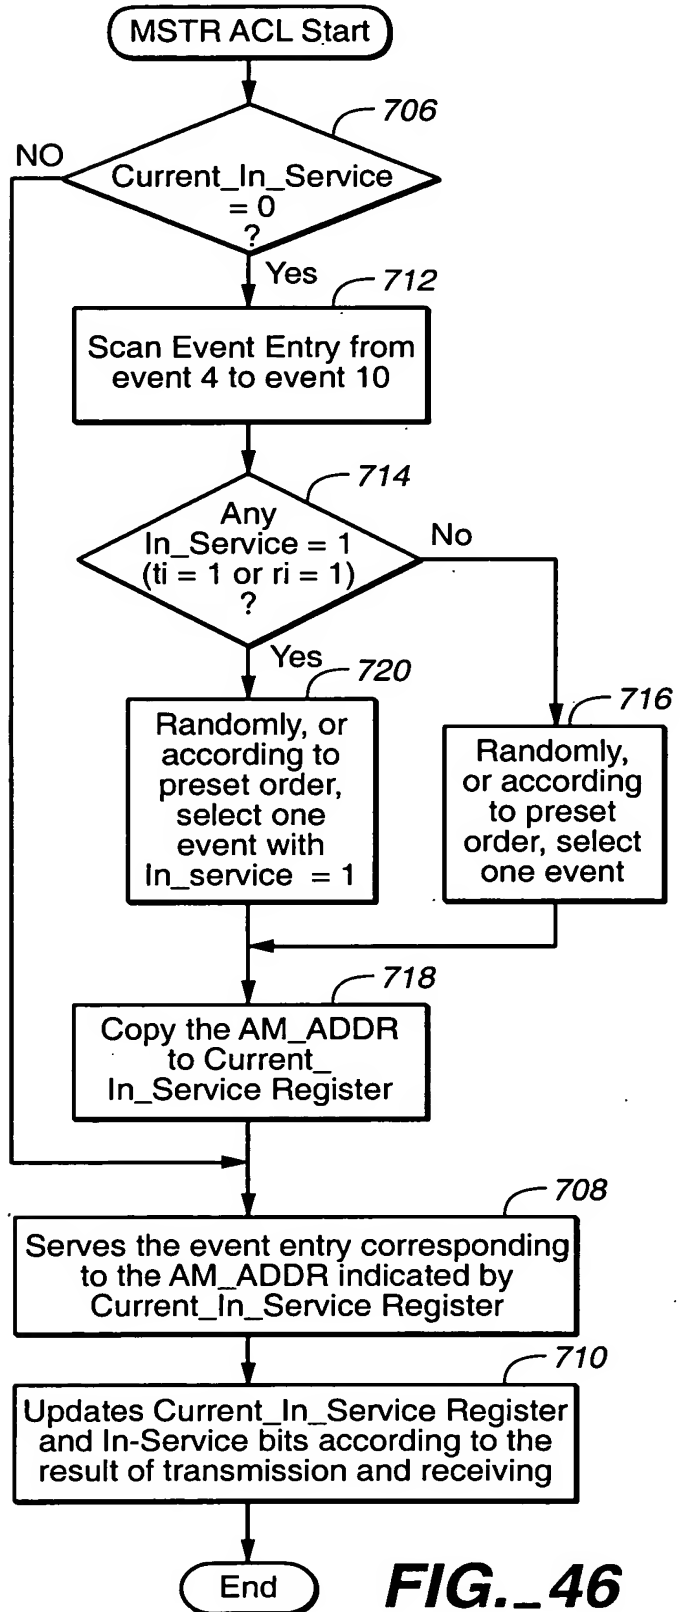 MSTR ACL Start
706
NO
Current_In_Service
= 0
?
Yes
712
Scan Event Entry from
event 4 to event 10
714
Any
In_Service = 1
(ti = 1 or ri = 1)
?
No
Yes
720
Randomly, or
according to
preset order,
select one
event with
In_service = 1
716
Randomly,
or according
to preset
order, select
one event
718
Copy the AM_ADDR
to Current_
In_Service Register
708
Serves the event entry corresponding
to the AM_ADDR indicated by
Current_In_Service Register
710
Updates Current_In_Service Register
and In-Service bits according to the
result of transmission and receiving
End
FIG._46